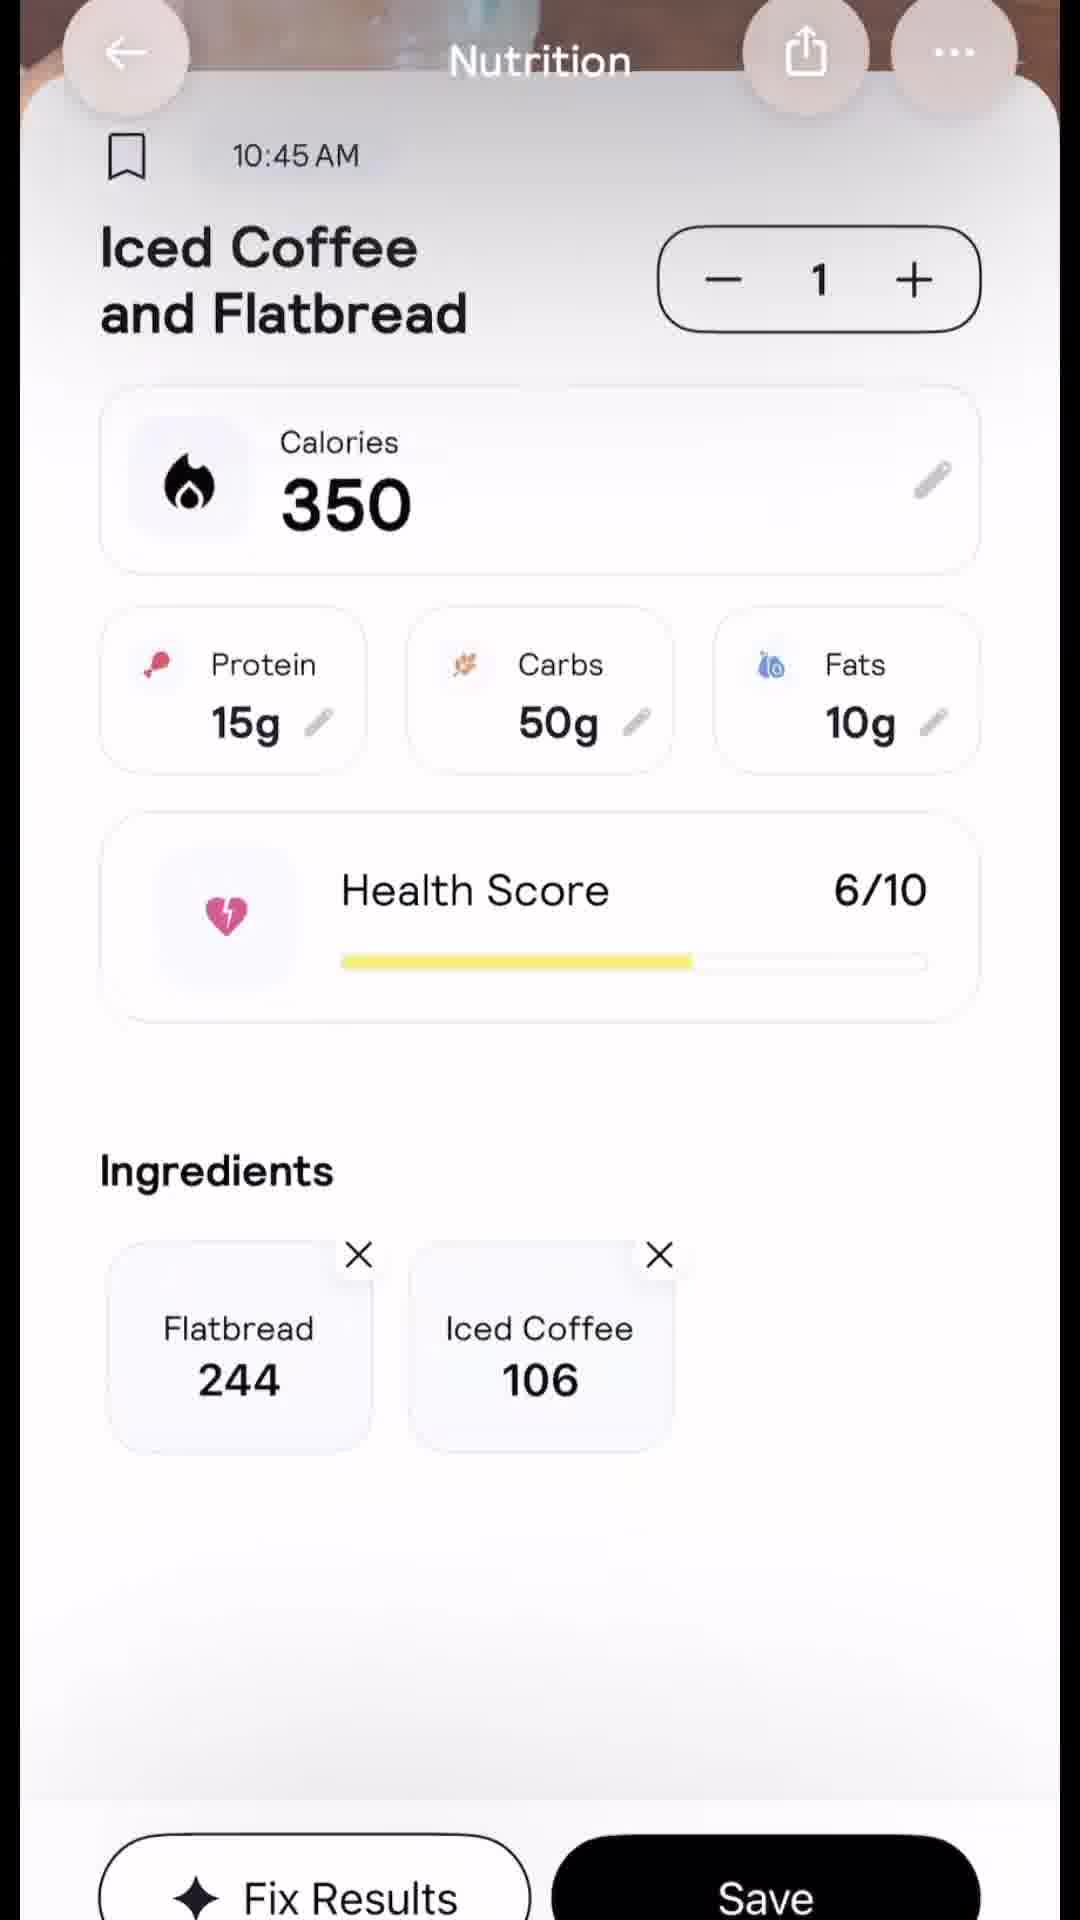 Nutrition
10:45 AM
Iced Coffee
and Flatbread
1
Calories
350
Protein
15g
Carbs
50g
Fats
10g
Health Score
6/10
Ingredients
Flatbread
244
Iced Coffee
106
Fix Results
Save